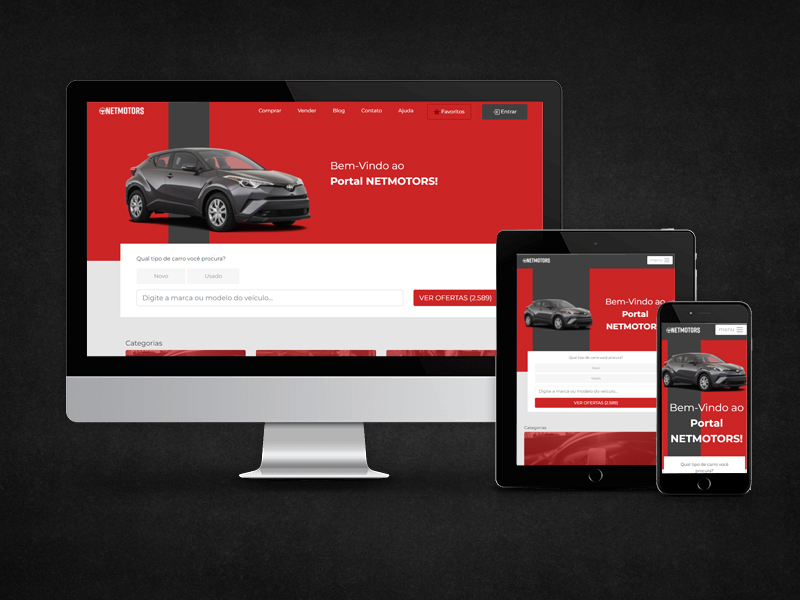 NETMOTORS
Comprar Vender Blog Contato Ajuda Favoritos Entrar
Bem-Vindo ao
Portal NETMOTORS!
Qual tipo de carro você procura?
Novo Usado
Digite a marca ou modelo do veículo... VER OFERTAS (2.589)
Categorias
NETMOTORS menu
Bem-Vindo ao
Portal
NETMOTOR
Qual tipo de carro você procura?
Novo
Usado
Digite a marca ou modelo do veículo...
VER OFERTAS (2.589)
Categorias
NETMOTORS menu
Bem-Vindo ao
Portal
NETMOTORS!
Qual tipo de carro você
procura?